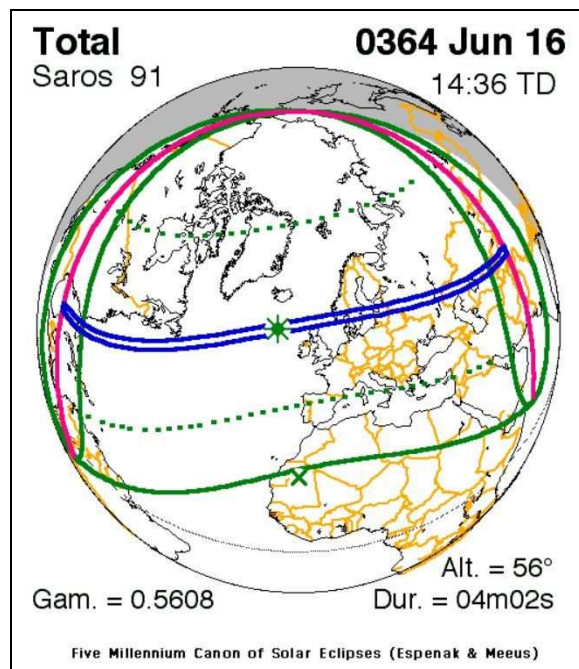 Total 0364 Jun 16
Saros 91 14:36 TD
Alt. = 56°
Gam. = 0.5608 Dur. = 04m02s
Five Millennium Canon of Solar Eclipses (Espenak & Meeus)